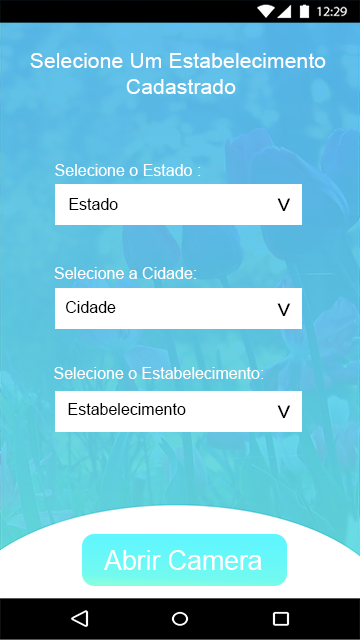 12:29
Selecione Um Estabelecimento
Cadastrado
Selecione o Estado :
Estado V
Selecione a Cidade:
Cidade V
Selecione o Estabelecimento:
Estabelecimento V
Abrir Camera